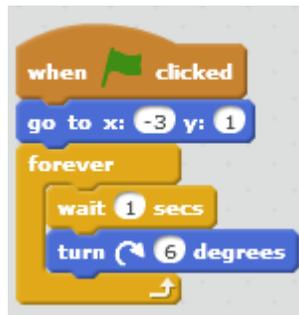 when clicked
go to x: -3 y: 1
forever
wait 1 secs
turn 6 degrees